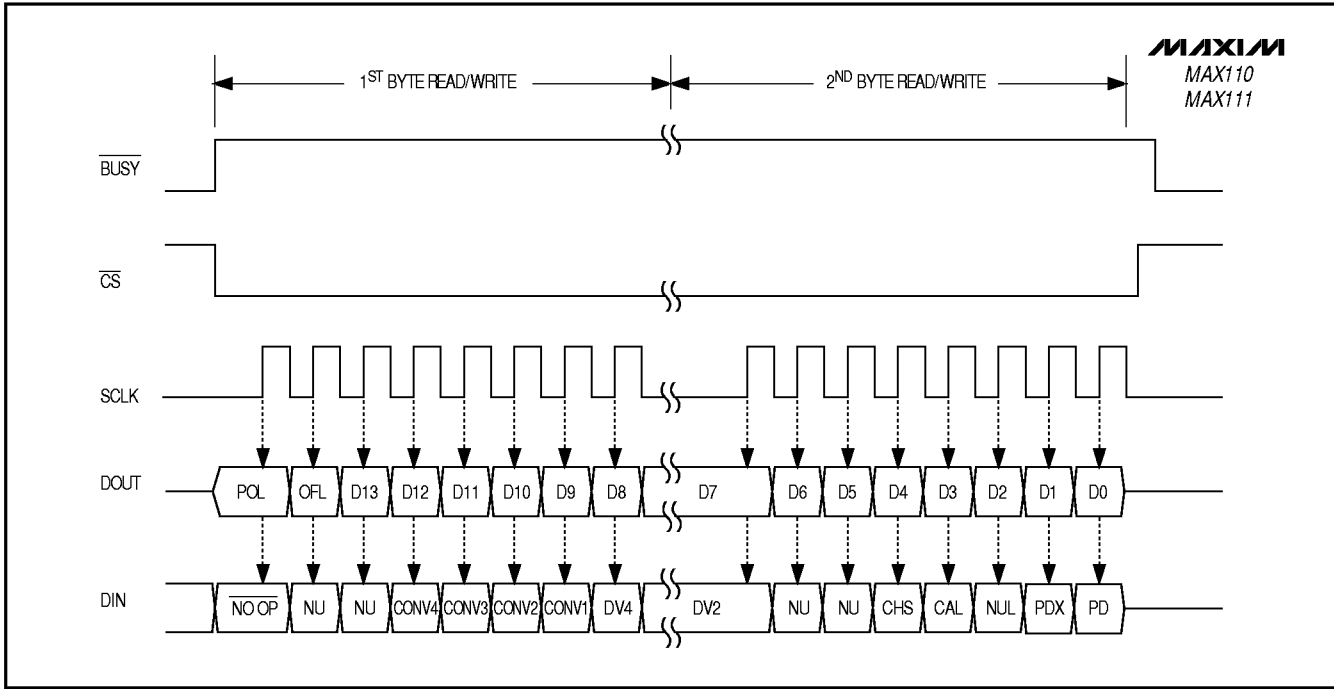 MAXIM
MAX110
MAX111
1ST BYTE READ/WRITE 2ND BYTE READ/WRITE
BUSY
CS
SCLK
DOUT POL OFL D13 D12 D11 D10 D9 D8 D7 D6 D5 D4 D3 D2 D1 D0
DIN NO OP NU NU CONV4 CONV3 CONV2 CONV1 DV4 DV2 NU NU CHS CAL NUL PDX PD